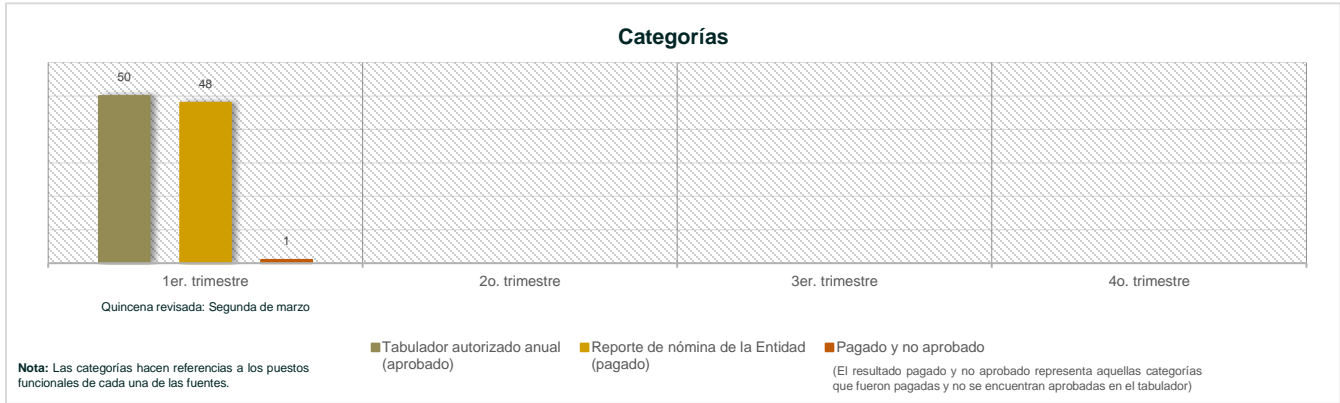 Categorías
50
48
1
1er. trimestre
2o. trimestre
3er. trimestre
4o. trimestre
Quincena revisada: Segunda de marzo
Tabulador autorizado anual
(aprobado)
Reporte de nómina de la Entidad
(pagado)
Pagado y no aprobado
(El resultado pagado y no aprobado representa aquellas categorías
que fueron pagadas y no se encuentran aprobadas en el tabulador)
Nota: Las categorías hacen referencias a los puestos
funcionales de cada una de las fuentes.